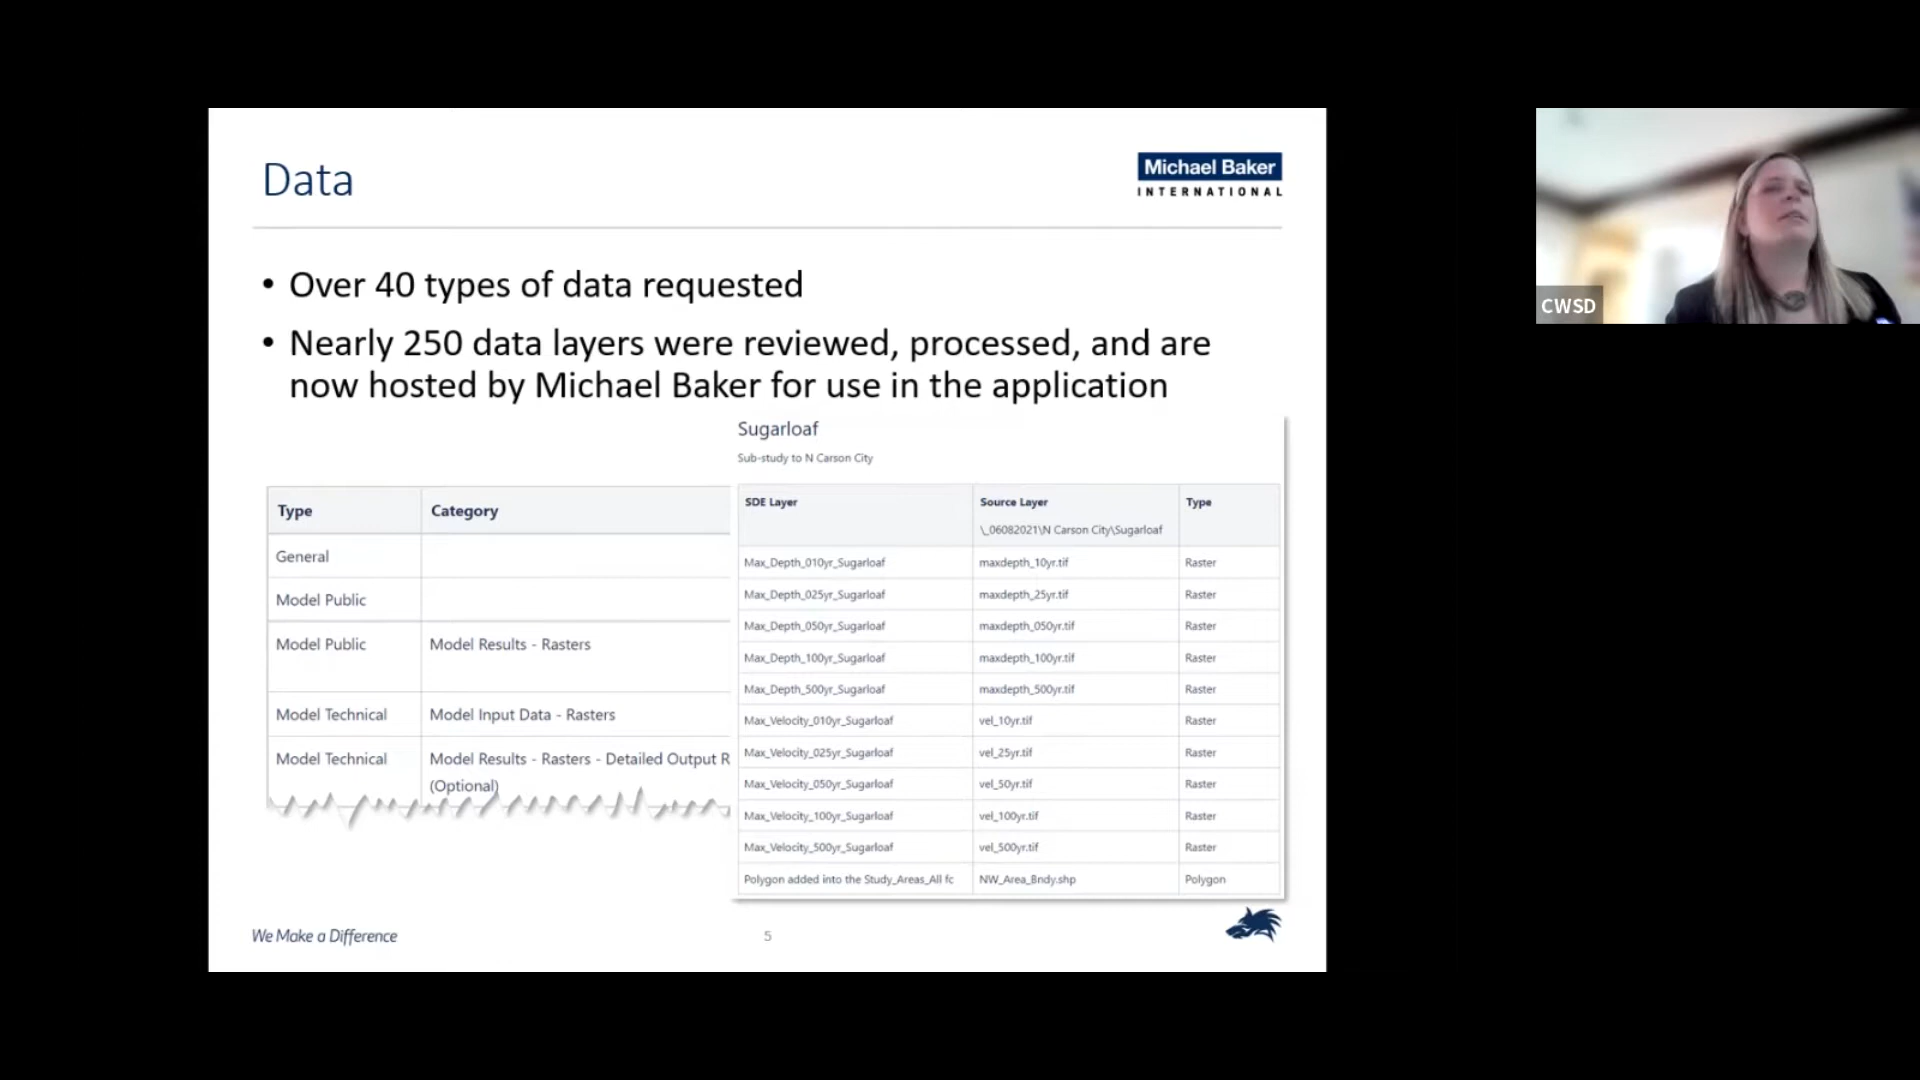 Data
Michael Baker
INTERNATIONAL
• Over 40 types of data requested
• Nearly 250 data layers were reviewed, processed, and are
now hosted by Michael Baker for use in the application
Type Category
General
Model Public
Model Public Model Results - Rasters
Model Technical Model Input Data - Rasters
Model Technical Model Results - Rasters - Detailed Output R
(Optional)
Sugarloaf
Sub-study to N Carson City
SDE Layer Source Layer Type
\_06082021\N Carson City\Sugarloaf
Max_Depth_010yr_Sugarloaf maxdepth_10yr.tif Raster
Max_Depth_025yr_Sugarloaf maxdepth_25yr.tif Raster
Max_Depth_050yr_Sugarloaf maxdepth_050yr.tif Raster
Max_Depth_100yr_Sugarloaf maxdepth_100yr.tif Raster
Max_Depth_500yr_Sugarloaf maxdepth_500yr.tif Raster
Max_Velocity_010yr_Sugarloaf vel_10yr.tif Raster
Max_Velocity_025yr_Sugarloaf vel_25yr.tif Raster
Max_Velocity_050yr_Sugarloaf vel_50yr.tif Raster
Max_Velocity_100yr_Sugarloaf vel_100yr.tif Raster
Max_Velocity_500yr_Sugarloaf vel_500yr.tif Raster
Polygon added into the Study_Areas_All fc NW_Area_Bndy.shp Polygon
We Make a Difference
5
CWSD